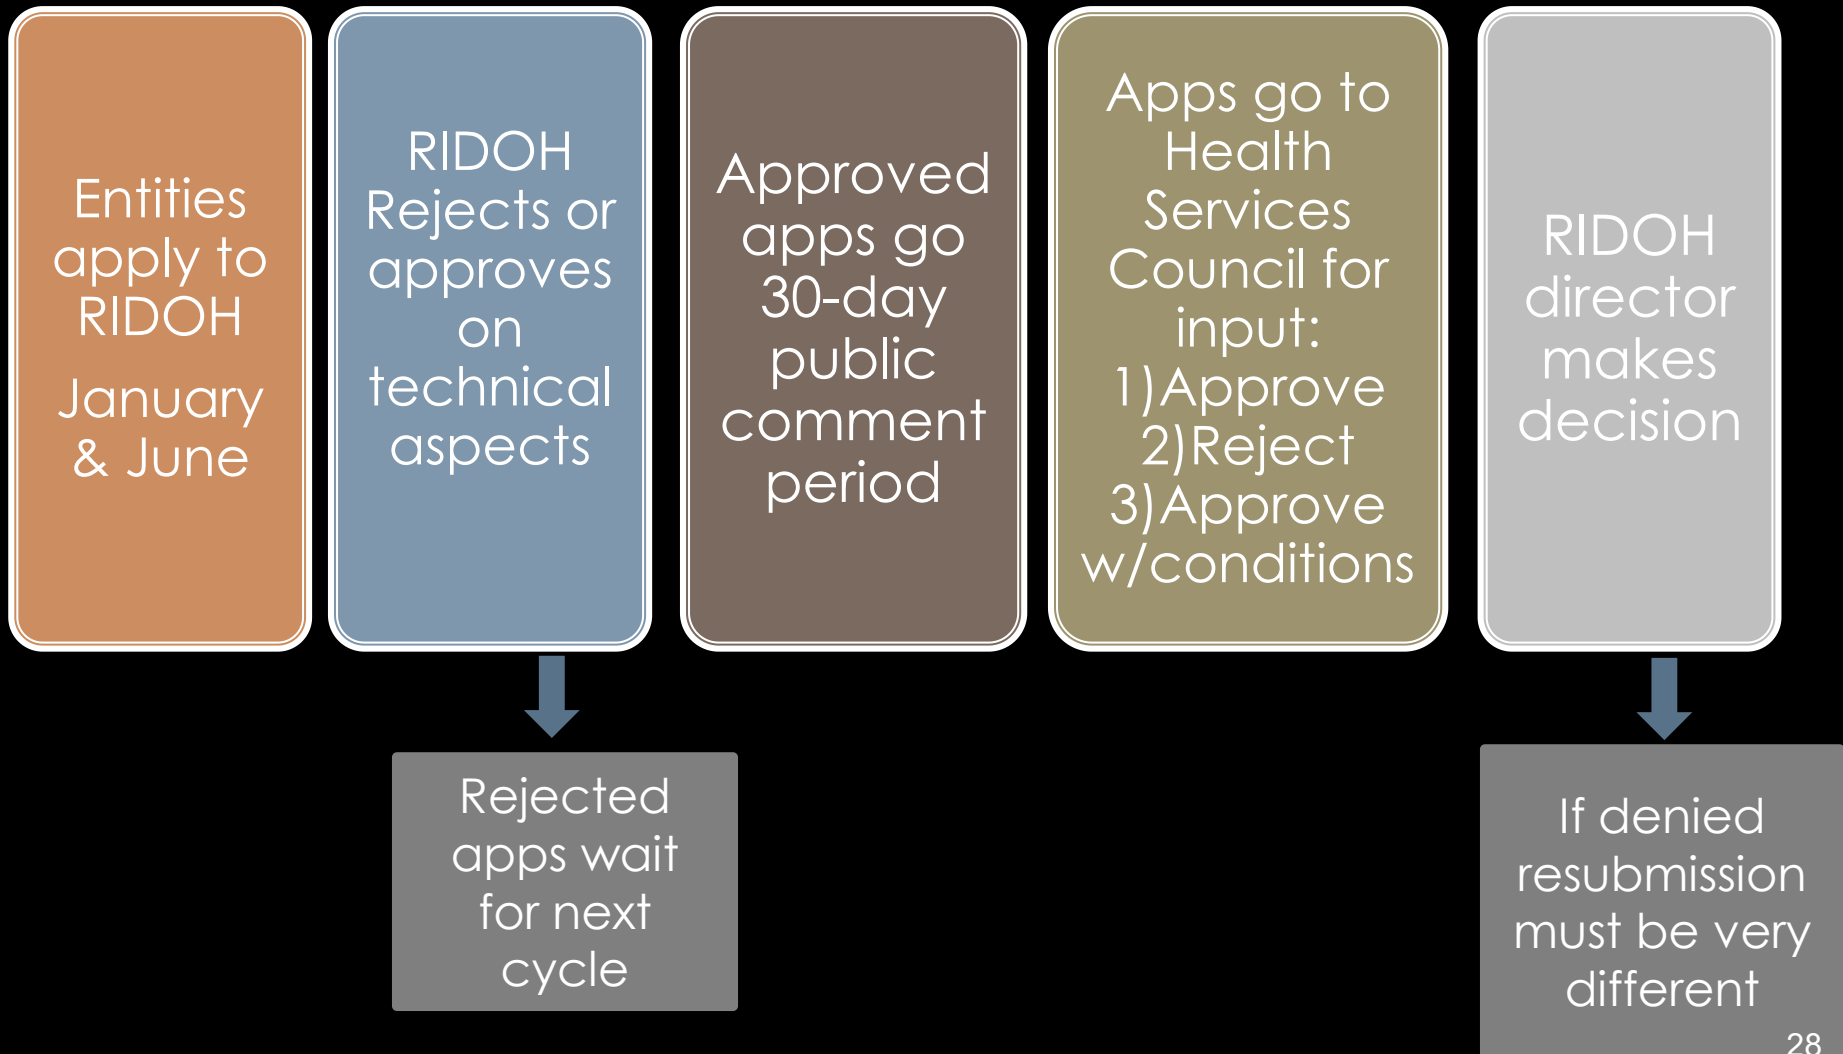 Entities
apply to
RIDOH
January
& June
RIDOH
Rejects or
approves
on
technical
aspects
Approved
apps go
30-day
public
comment
period
Apps go to
Health
Services
Council for
input:
1)Approve
2)Reject
3)Approve
w/conditions
RIDOH
director
makes
decision
Rejected
apps wait
for next
cycle
If denied
resubmission
must be very
different
28